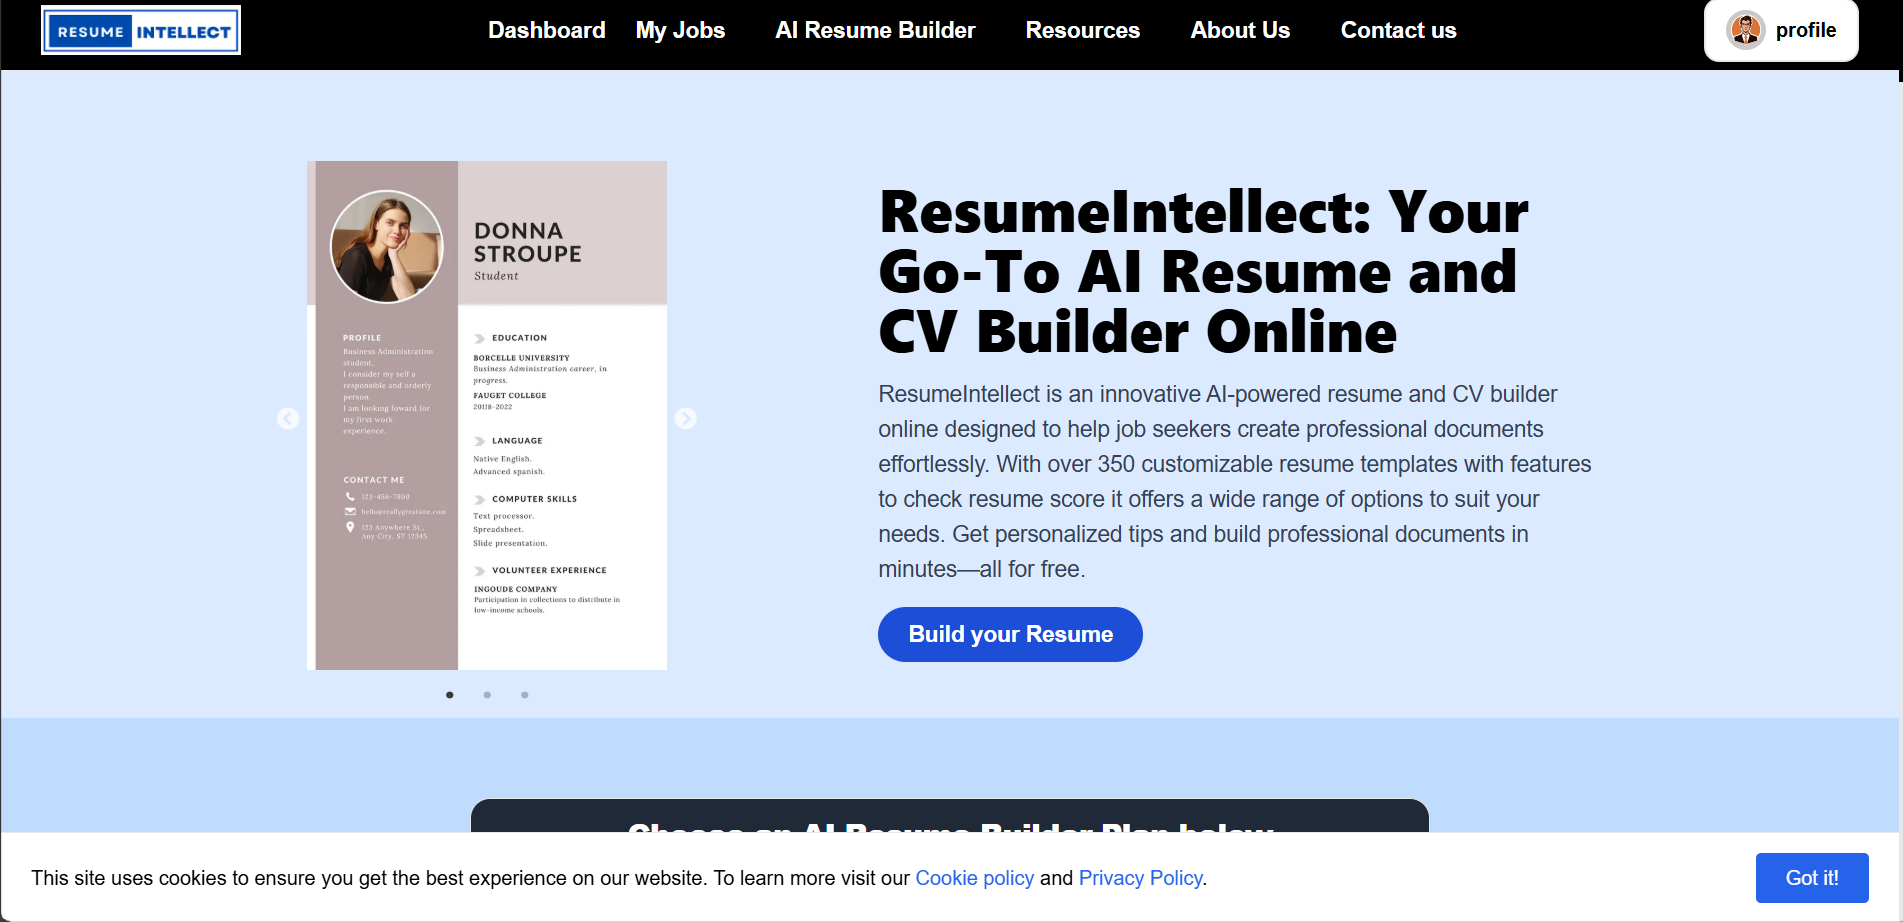 RESUME INTELLECT
Dashboard
My Jobs
AI Resume Builder
Resources
About Us
Contact us
profile
DONNA
STROUPE
Student
PROFILE
Business Administration
student.
I consider my self a
responsible and orderly
person.
I am looking foward for
my first work
experience.
CONTACT ME
123-456-7890
hello@reallygreatsite.com
123 Anywhere St.,
Any City, ST 12345
EDUCATION
BORCELLE UNIVERSITY
Business Administration career, in
progress.
FAUGET COLLEGE
20118-2022
LANGUAGE
Native English.
Advanced spanish.
COMPUTER SKILLS
Text processor.
Spreadsheet.
Slide presentation.
VOLUNTEER EXPERIENCE
INGOUDE COMPANY
Participation in collections to distribute in
low-income schools.
ResumeIntellect: Your
Go-To AI Resume and
CV Builder Online
ResumeIntellect is an innovative AI-powered resume and CV builder
online designed to help job seekers create professional documents
effortlessly. With over 350 customizable resume templates with features
to check resume score it offers a wide range of options to suit your
needs. Get personalized tips and build professional documents in
minutes—all for free.
Build your Resume
Choose an AI Resume Builder Plan below
This site uses cookies to ensure you get the best experience on our website. To learn more visit our Cookie policy and Privacy Policy.
Got it!